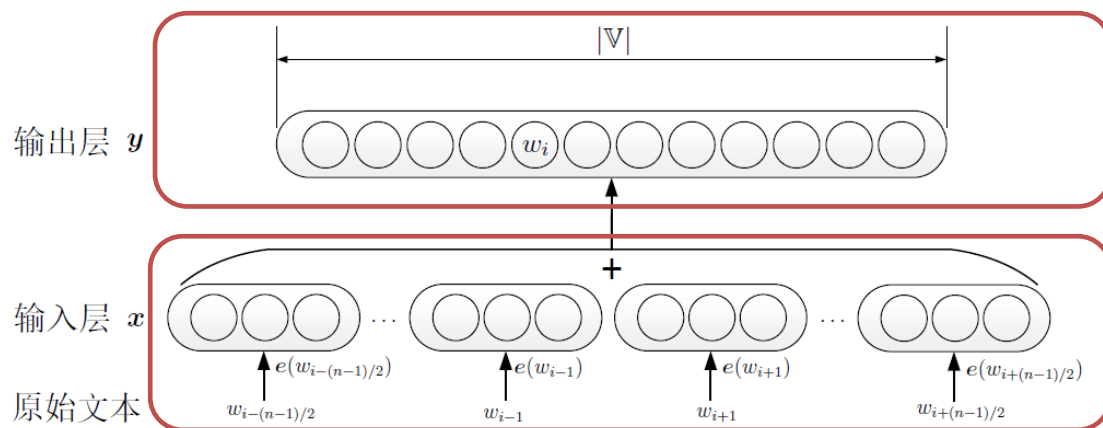 |𝕍|
输出层 y
w_i
+
输入层 x
... ...
e(w_{i-(n-1)/2}) e(w_{i-1}) e(w_{i+1}) e(w_{i+(n-1)/2})
原始文本 w_{i-(n-1)/2} w_{i-1} w_{i+1} w_{i+(n-1)/2}